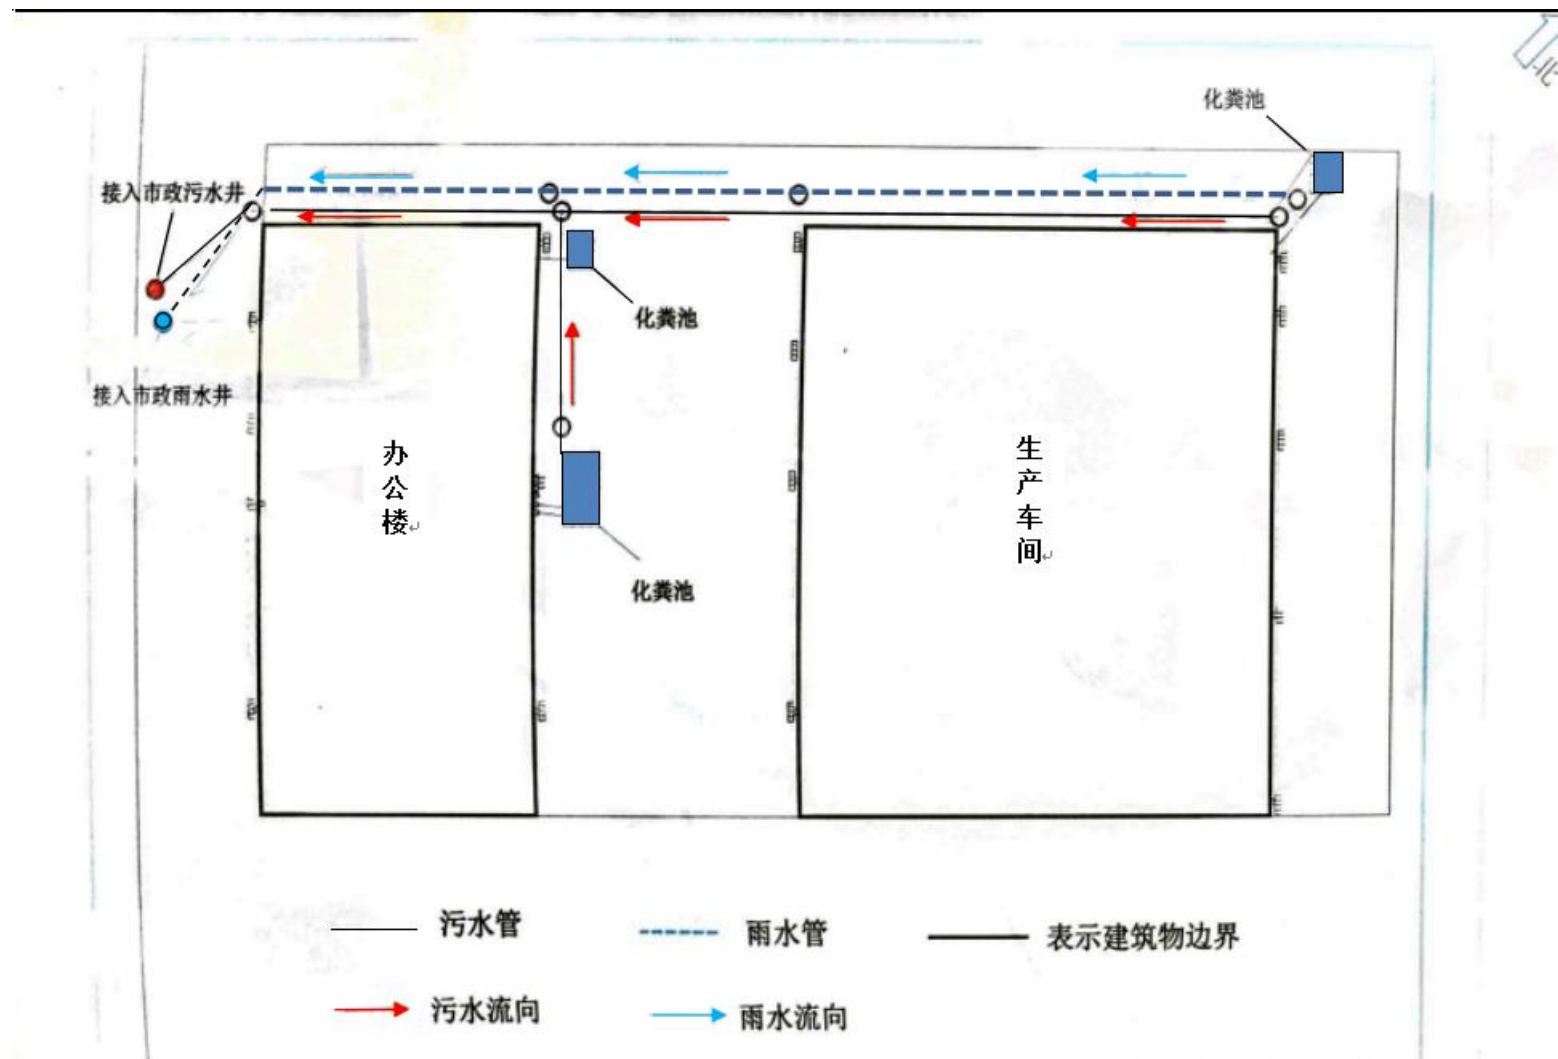 北
化粪池
接入市政污水井
化粪池
接入市政雨水井
办公楼
生产车间
化粪池
污水管
雨水管
表示建筑物边界
污水流向
雨水流向